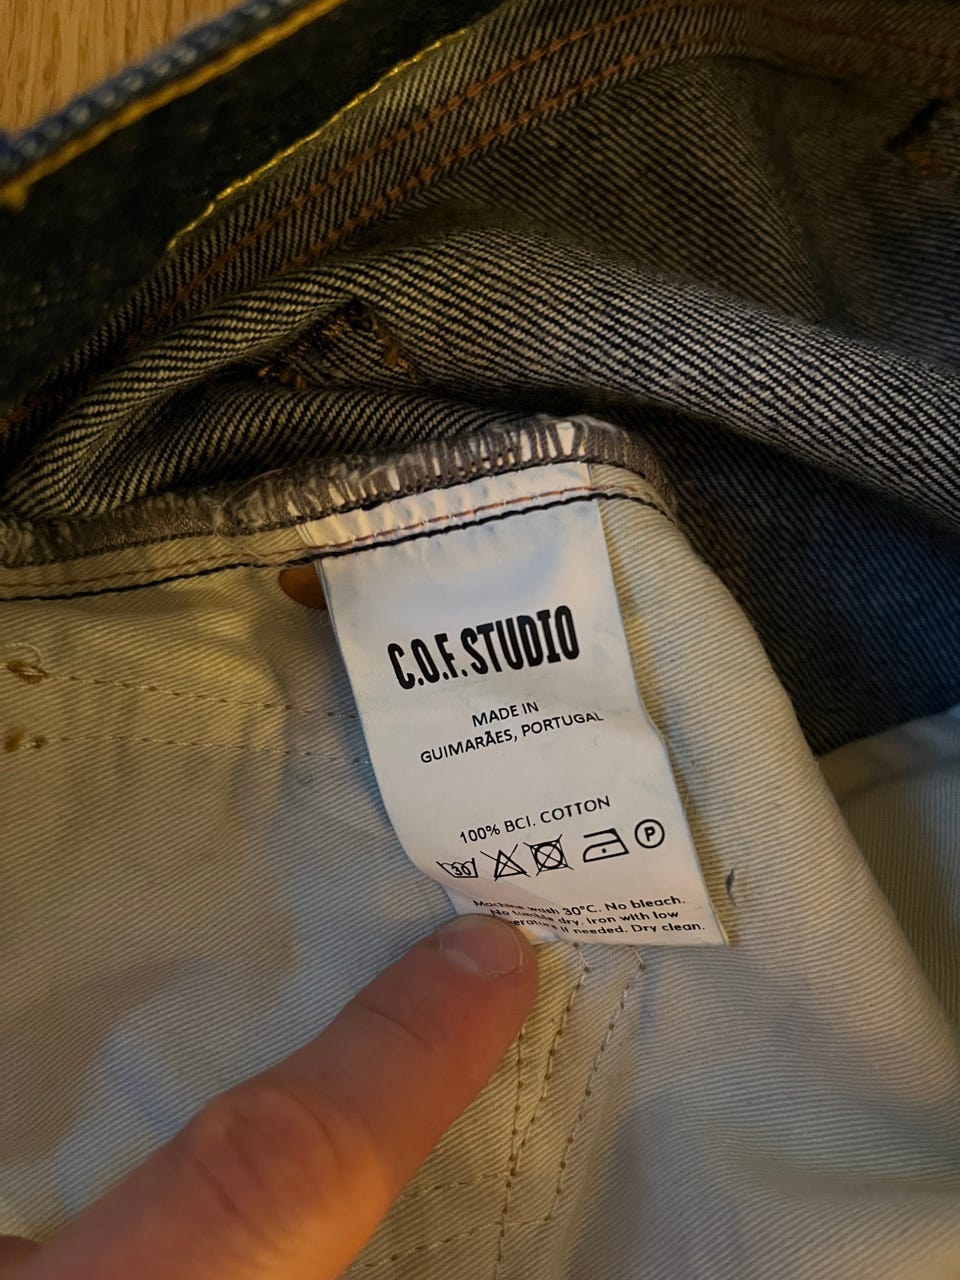 C.O.F. STUDIO
MADE IN
GUIMARÃES, PORTUGAL
100% BCI. COTTON
30 P
Machine wash 30°C. No bleach.
No tumble dry. Iron with low
if needed. Dry clean.